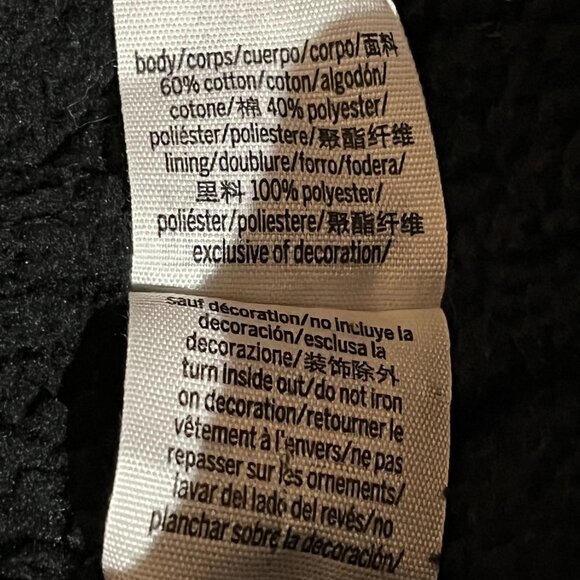 body/corps/cuerpo/corpo/面料
60% cotton/coton/algodón/
cotone/棉 40% polyester/
poliéster/poliestere/聚酯纤维
lining/doublure/forro/fodera/
里料 100% polyester/
poliéster/poliestere/聚酯纤维
exclusive of decoration/
sauf décoration/no incluye la
decoración/esclusa la
decorazione/装饰除外
turn inside out/do not iron
on decoration/retourner le
vêtement à l'envers/ne pas
repasser sur les ornements/
lavar del lado del revés/no
planchar sobre la decoración/